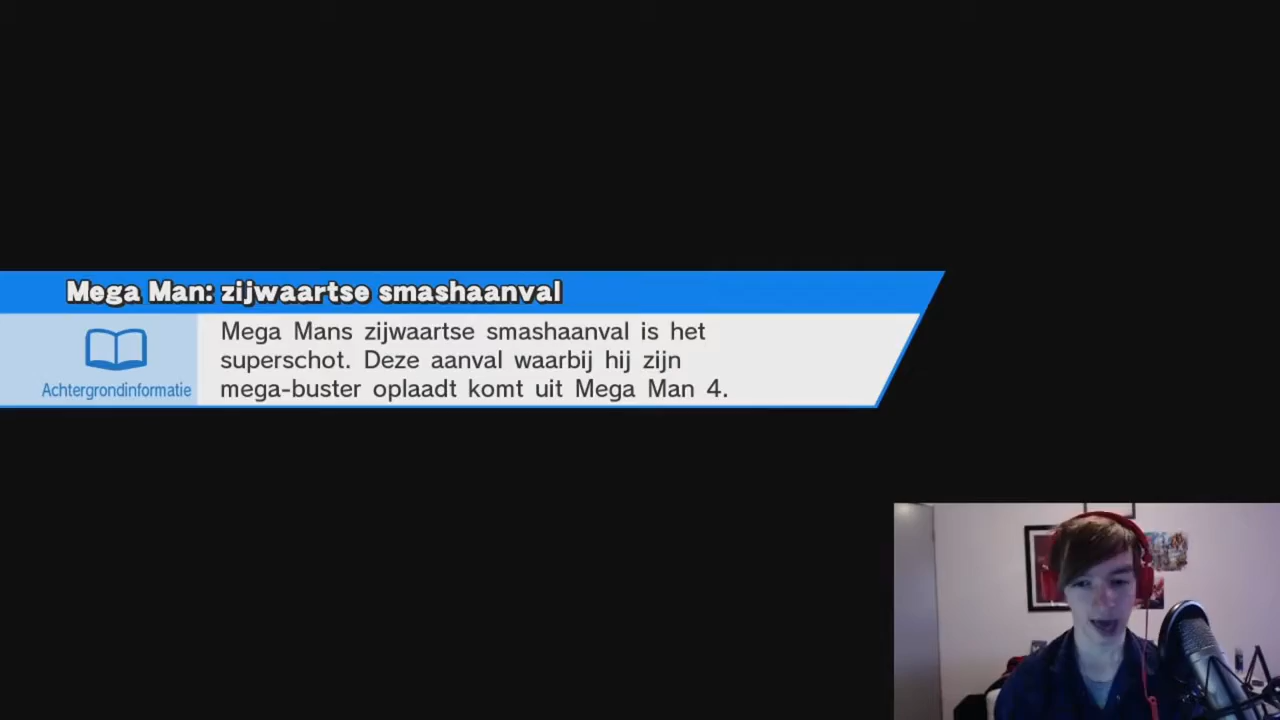 Mega Man: zijwaartse smashaanval
Achtergrondinformatie
Mega Mans zijwaartse smashaanval is het
superschot. Deze aanval waarbij hij zijn
mega-buster oplaadt komt uit Mega Man 4.